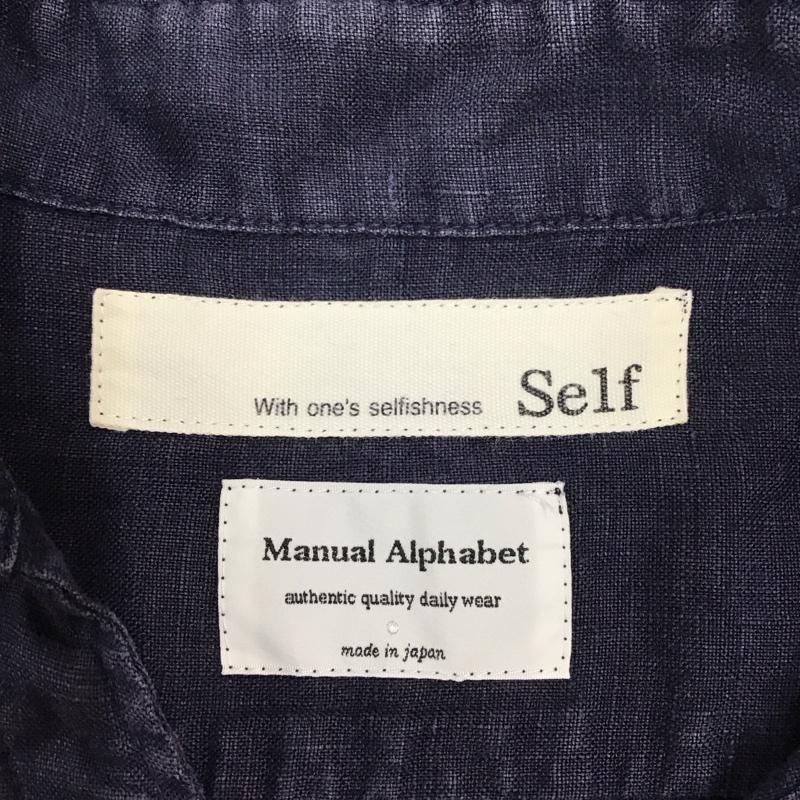 With one's selfishness Self
Manual Alphabet
authentic quality daily wear
made in japan